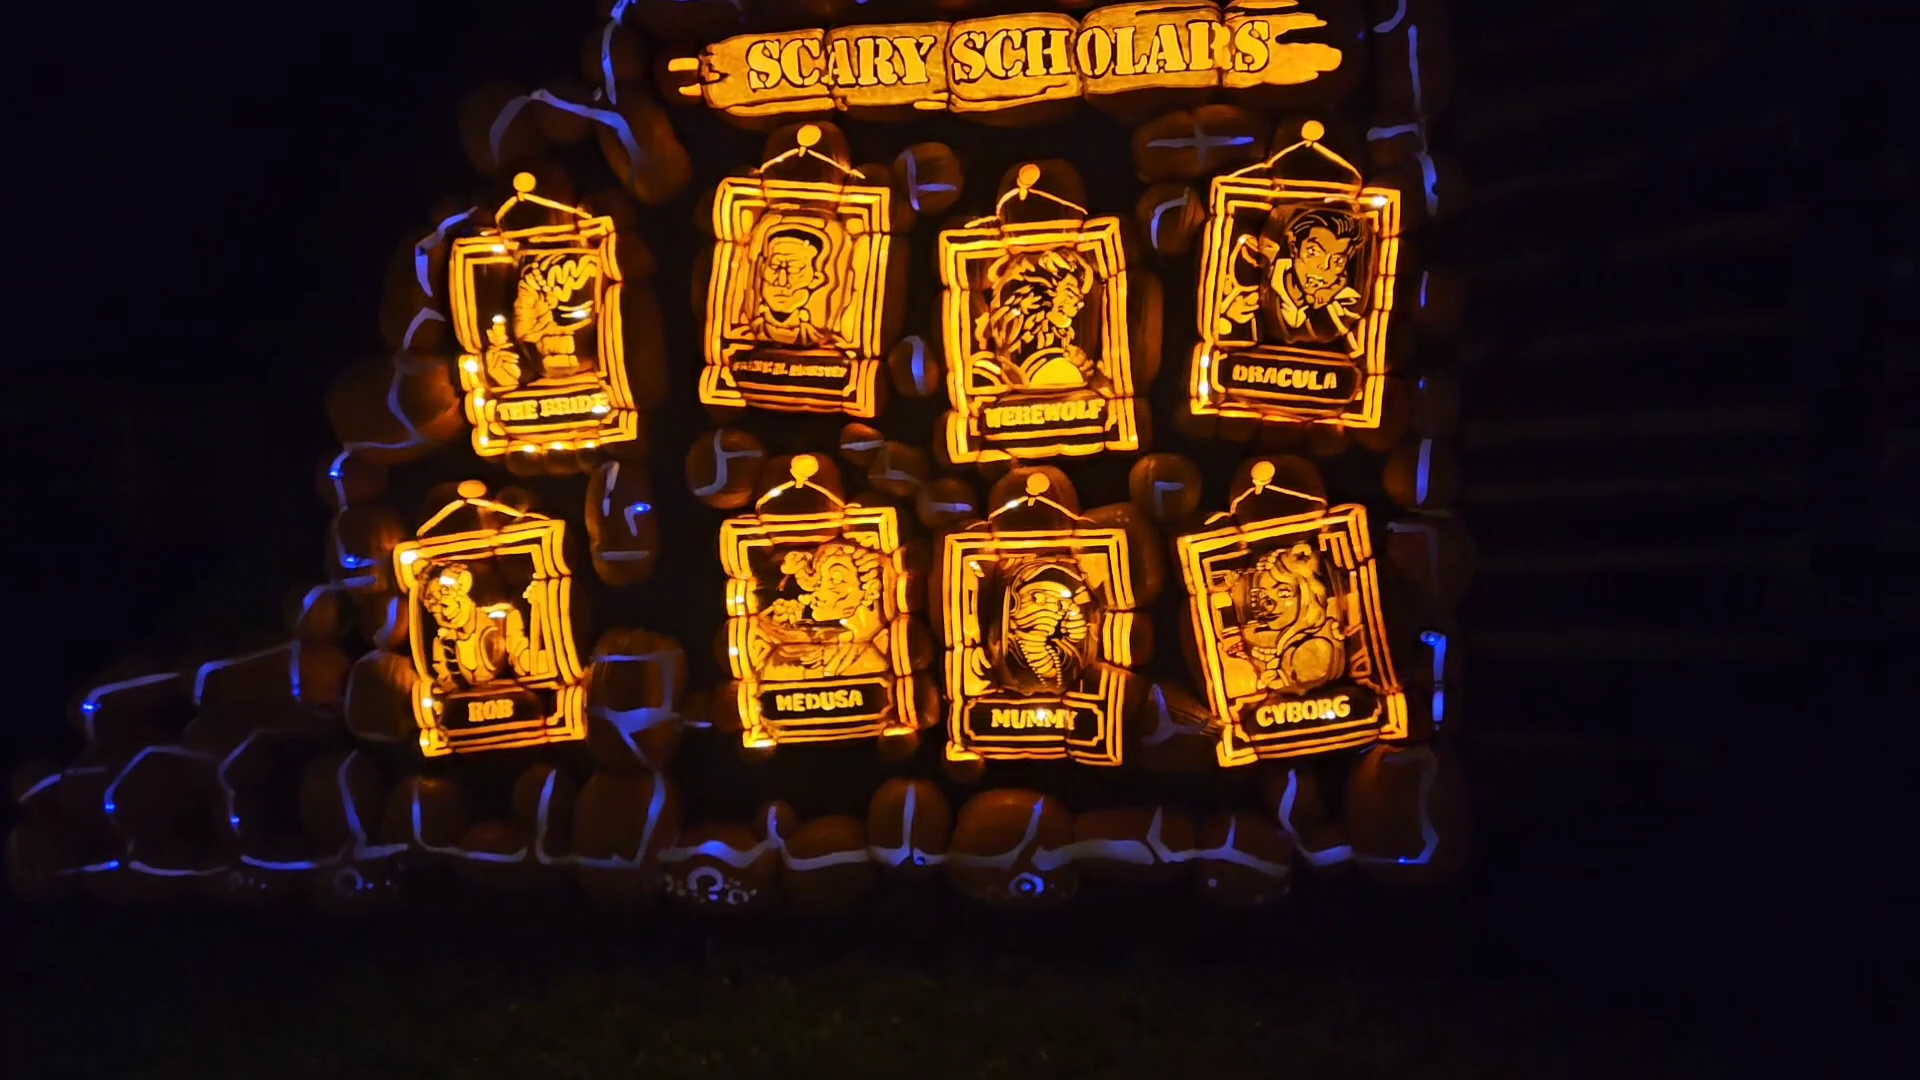 SCARY SCHOLARS
THE BRIDE
WEREWOLF
DRACULA
ROB
MEDUSA
MUMMY
CYBORG